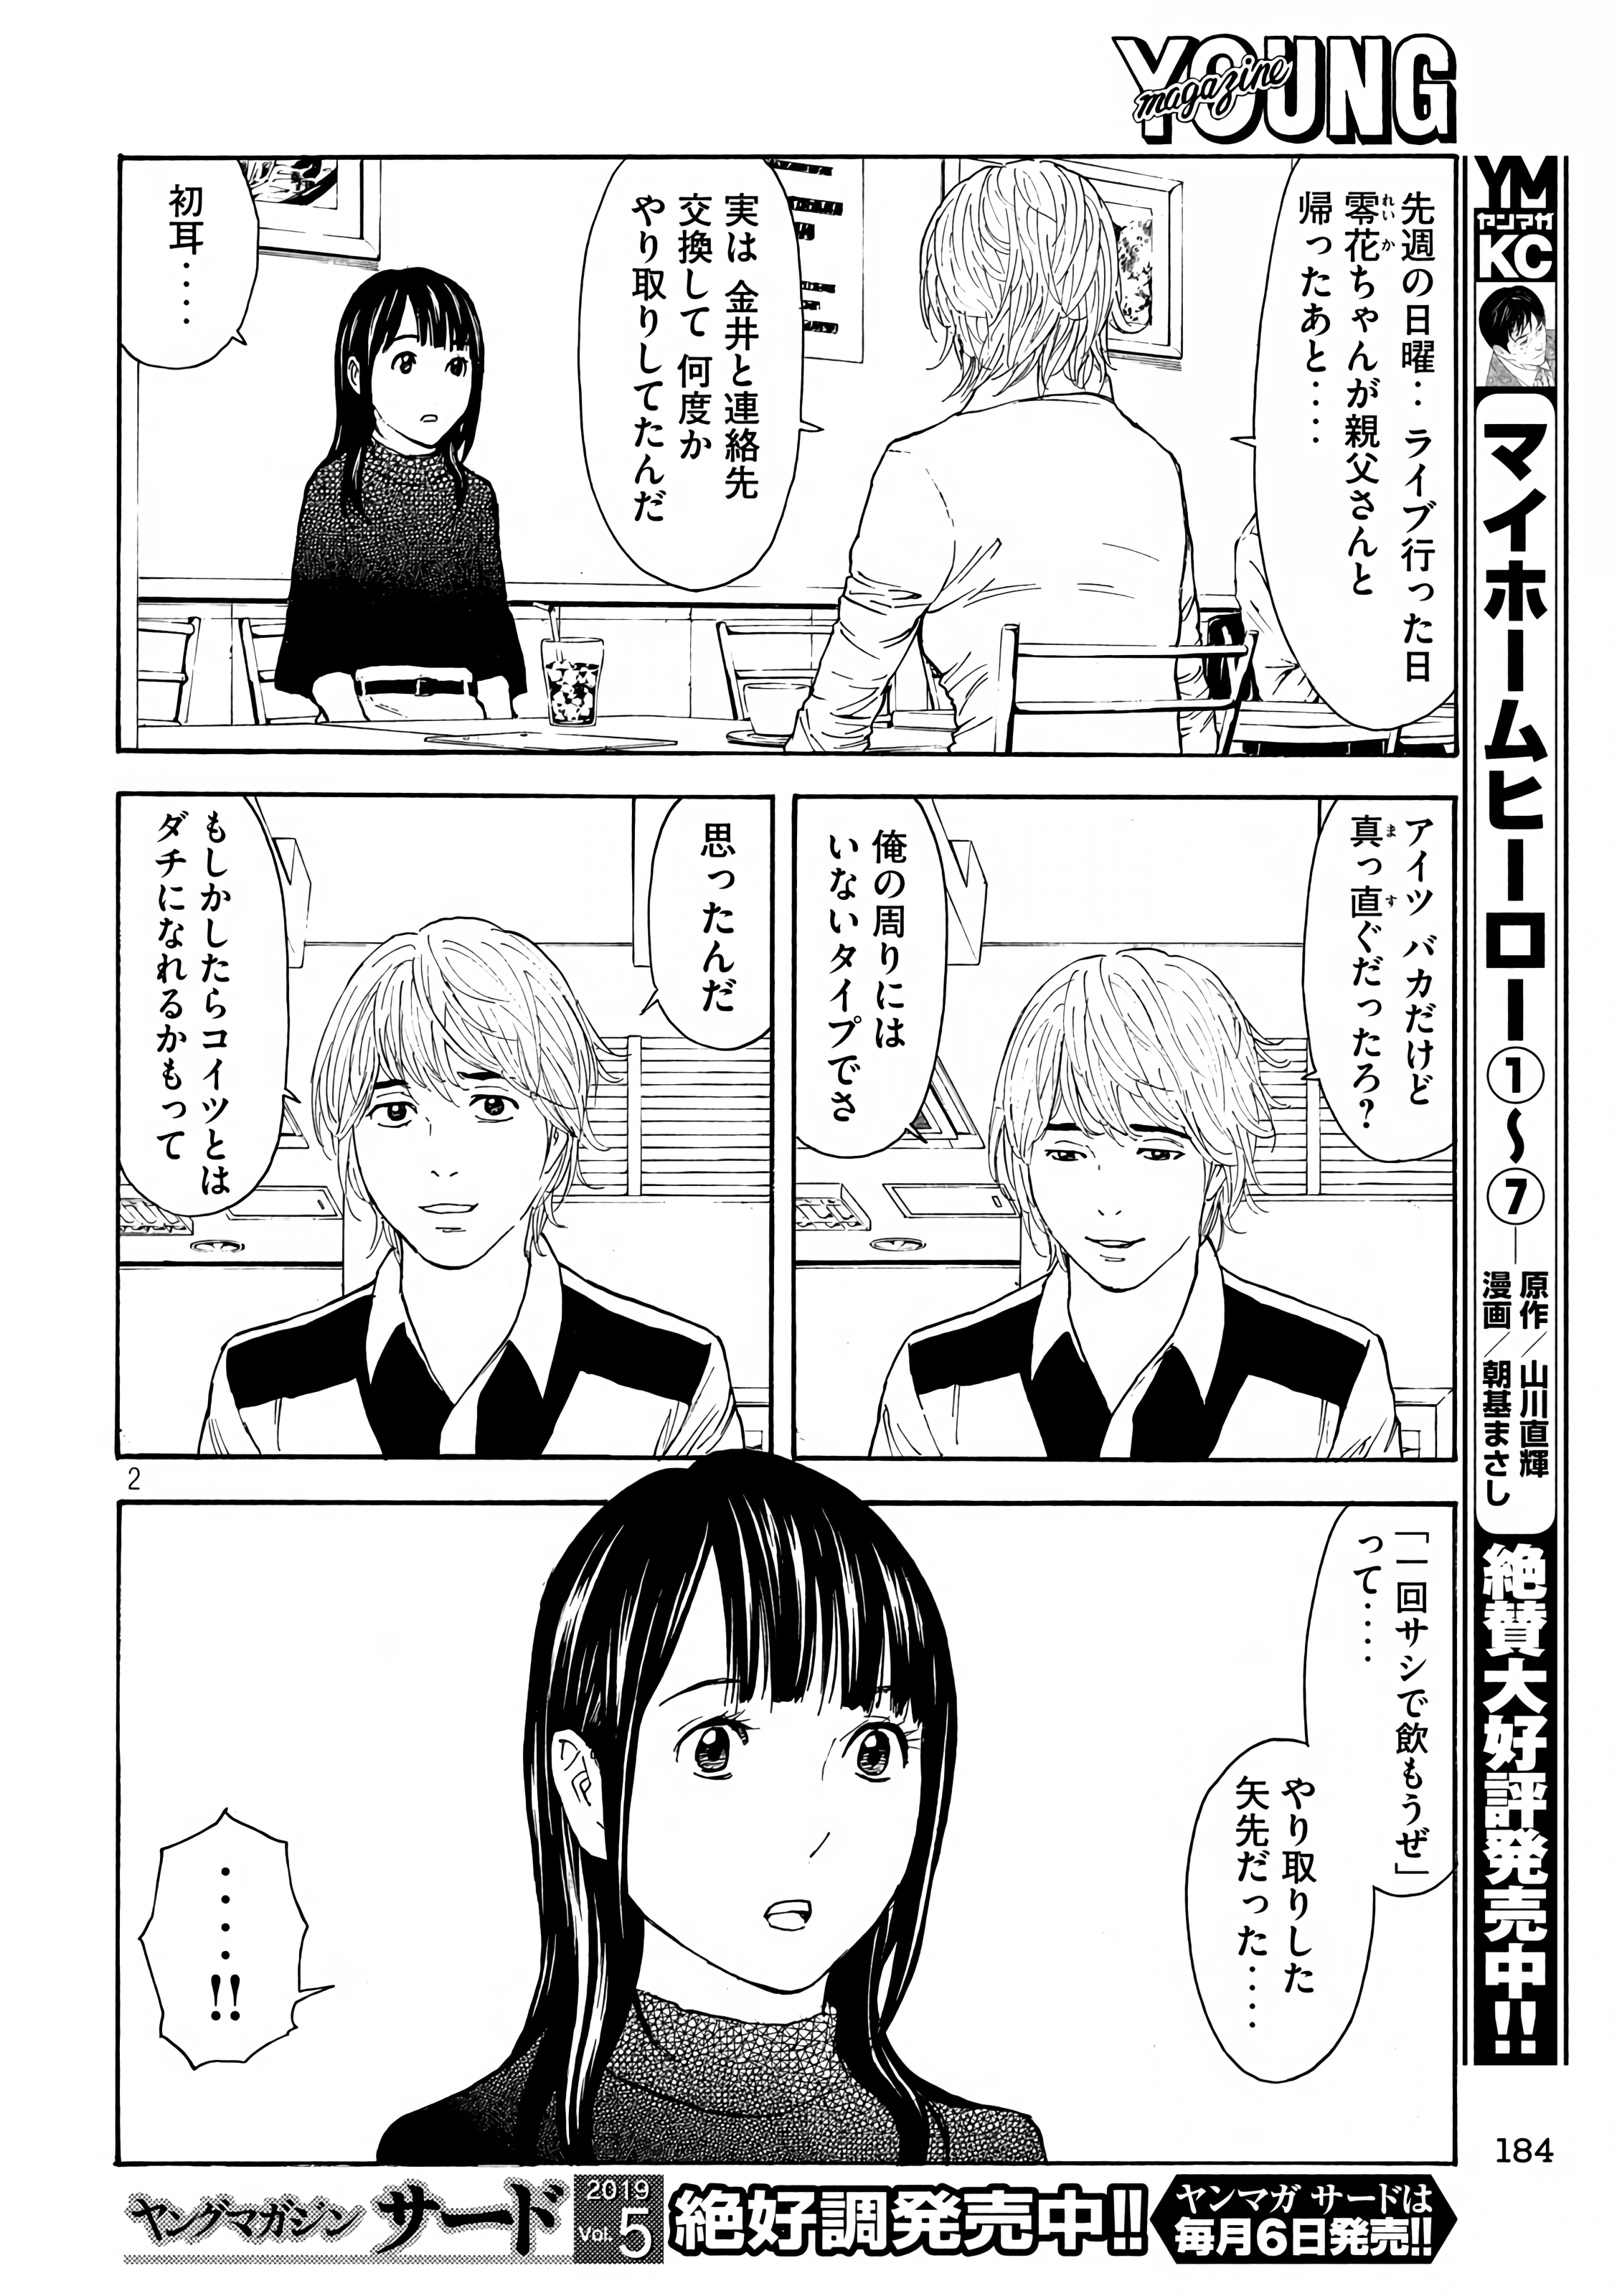 YOUNG
magazine
先週の日曜‥ライブ行った日
零花ちゃんが親父さんと
帰ったあと‥‥
実は 金井と連絡先
交換して 何度か
やり取りしてたんだ
初耳‥‥
アイツ バカだけど
真っ直ぐだったろ?
俺の周りには
いないタイプでさ
思ったんだ
もしかしたらコイツとは
ダチになれるかもって
2
「一回サシで飲もうぜ」
って‥‥
やり取りした
矢先だった‥‥
‥‥‥!!
YM
ヤンマガ
KC
マイホームヒーロー①〜⑦
原作/山川直輝
漫画/朝基まさし
絶賛大好評発売中!!
184
ヤングマガジン サード
2019
Vol.5
絶好調発売中!!
ヤンマガ サードは
毎月6日発売!!